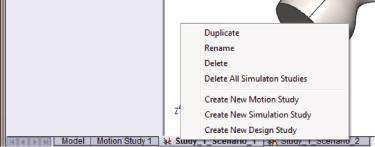 Duplicate
Rename
Delete
Delete All Simulaton Studies
Create New Motion Study
Create New Simulation Study
Create New Design Study
Z
Model Motion Study 1 Study_1_Scenario_1 Study_1_Scenario_2